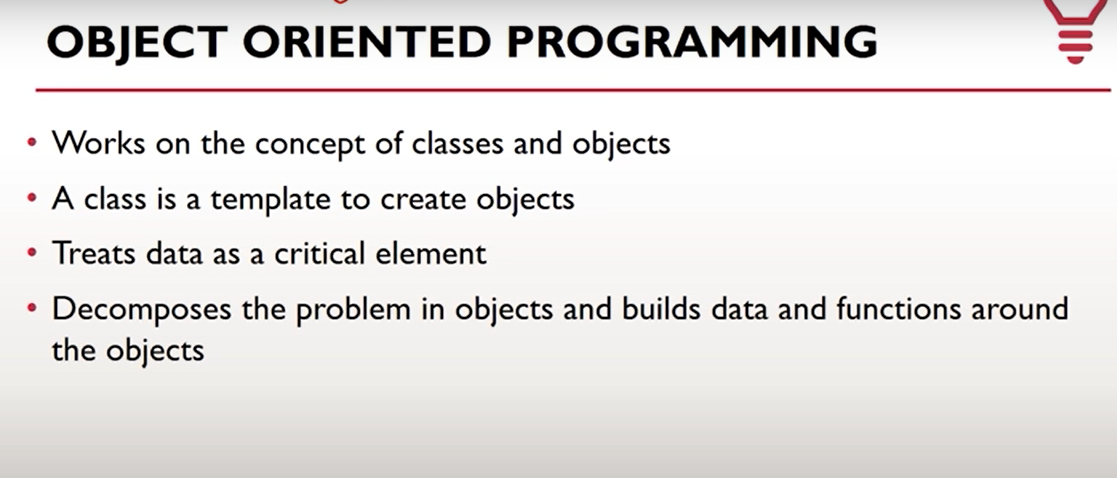 OBJECT ORIENTED PROGRAMMING
• Works on the concept of classes and objects
• A class is a template to create objects
• Treats data as a critical element
• Decomposes the problem in objects and builds data and functions around
the objects